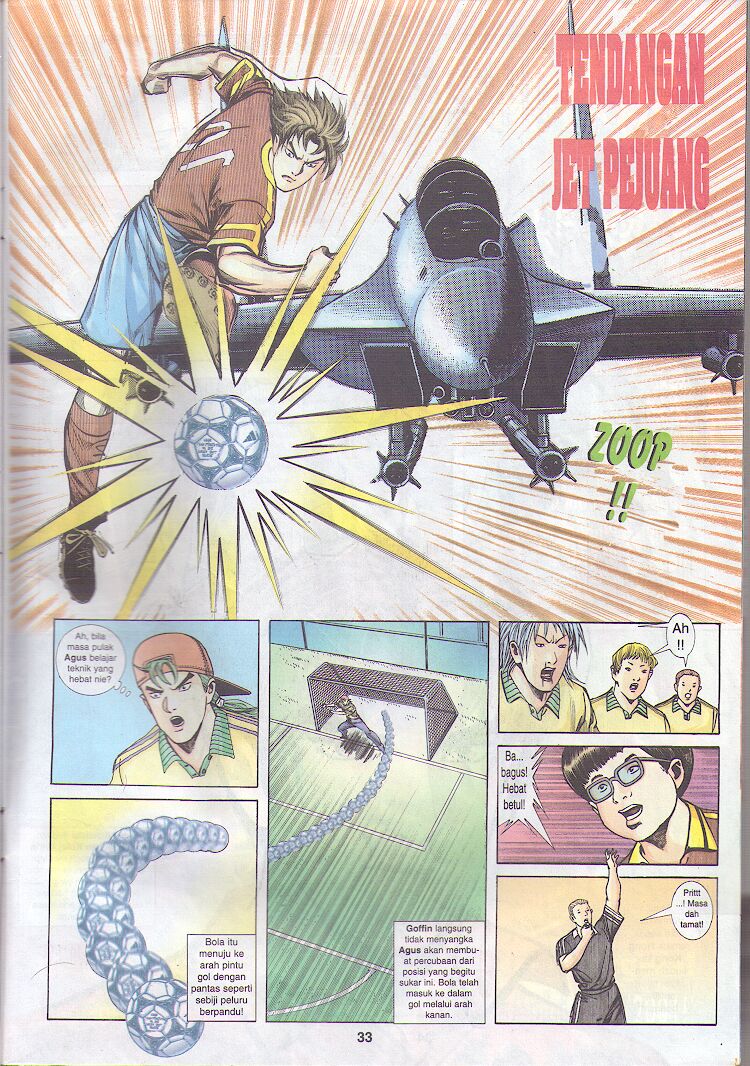 TENDANGAN
JET PEJUANG
ZOOP
!!
Ah, bila
masa pulak
Agus belajar
teknik yang
hebat nie?
Bola itu
menuju ke
arah pintu
gol dengan
pantas seperti
sebiji peluru
berpandu!
Goffin langsung
tidak menyangka
Agus akan membu-
at percubaan dari
posisi yang begitu
sukar ini. Bola telah
masuk ke dalam
gol melalui arah
kanan.
Ah
!!
Ba...
bagus!
Hebat
betul!
Prittt
...! Masa
dah
tamat!
33